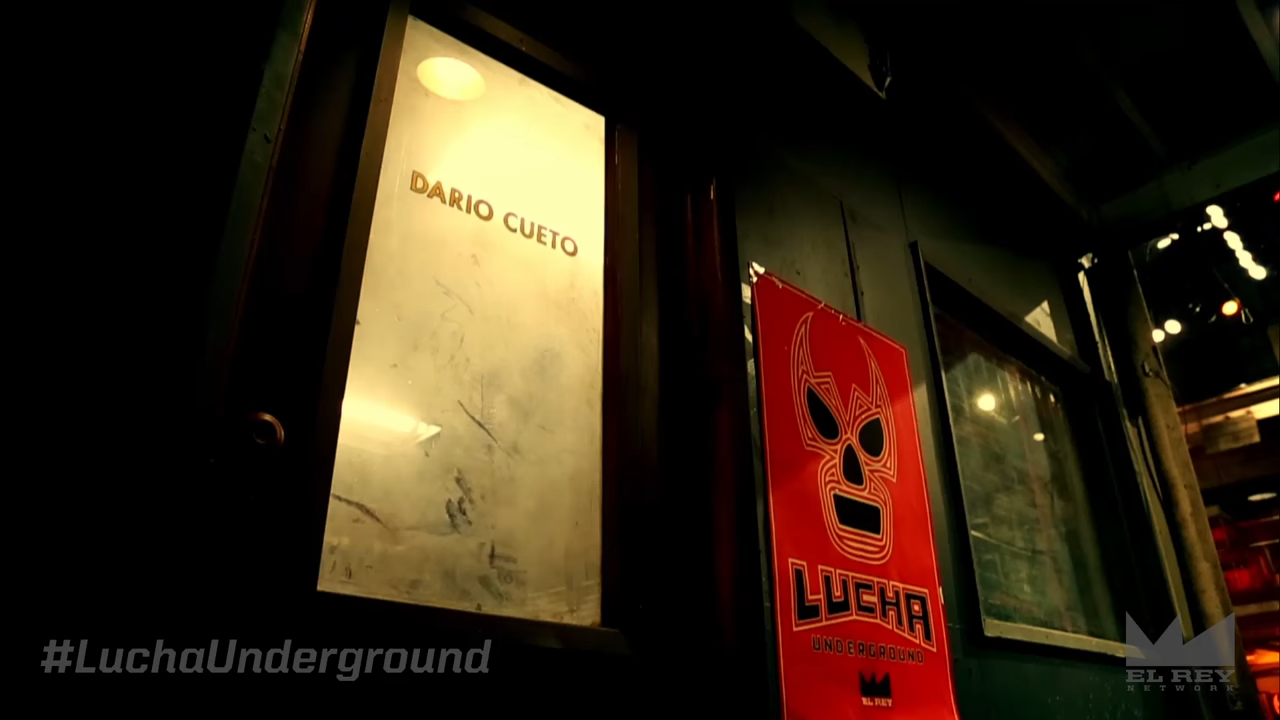 DARIO CUETO
LUCHA
UNDERGROUND
EL REY
#LuchaUnderground
EL REY
NETWORK